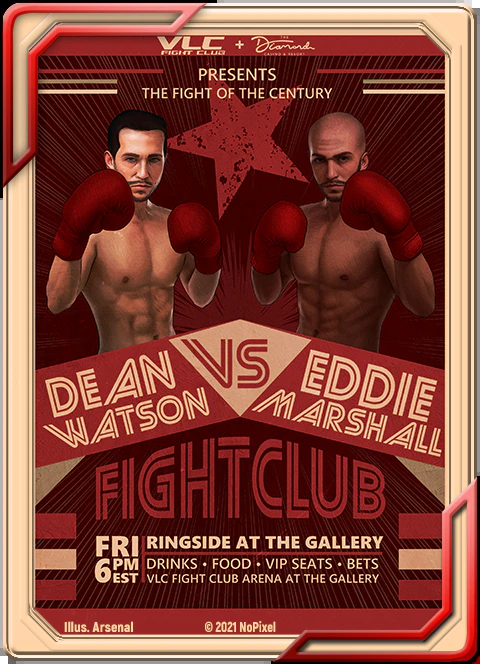 VLC + THE Diamond
FIGHT CLUB CASINO & RESORT
PRESENTS
THE FIGHT OF THE CENTURY
DEAN WATSON
VS
EDDIE MARSHALL
FIGHTCLUB
FRI
6PM
EST
RINGSIDE AT THE GALLERY
DRINKS • FOOD • VIP SEATS • BETS
VLC FIGHT CLUB ARENA AT THE GALLERY
Illus. Arsenal
© 2021 NoPixel